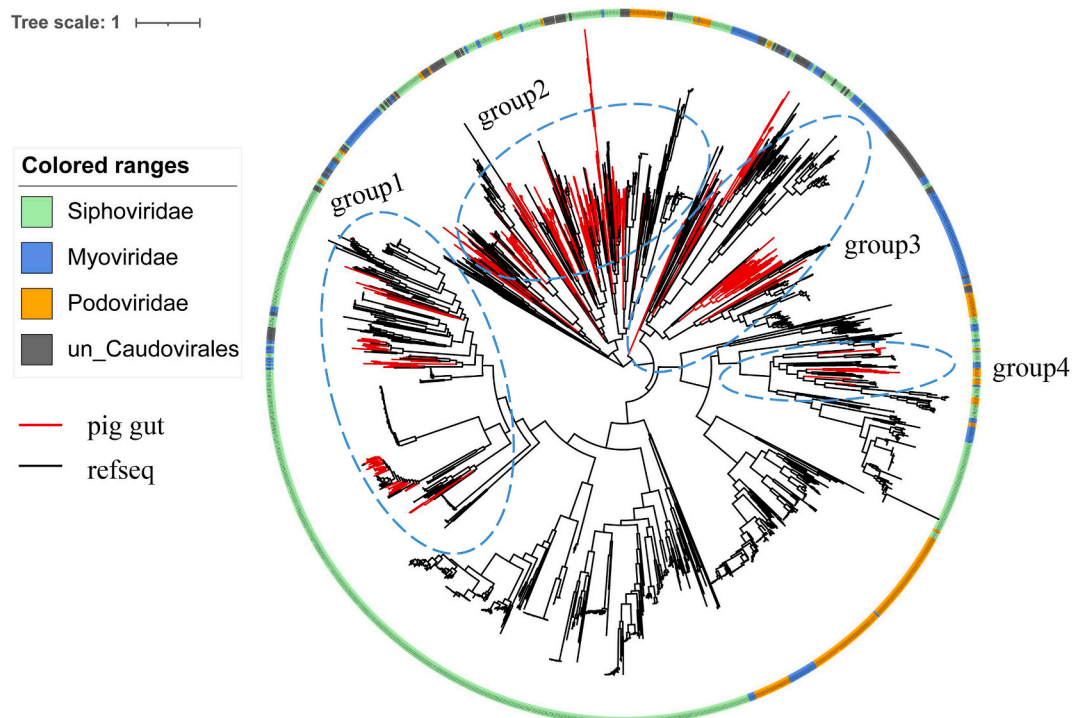 Tree scale: 1
group2
Colored ranges
Siphoviridae
Myoviridae
Podoviridae
un_Caudovirales
group1
group3
group4
pig gut
refseq